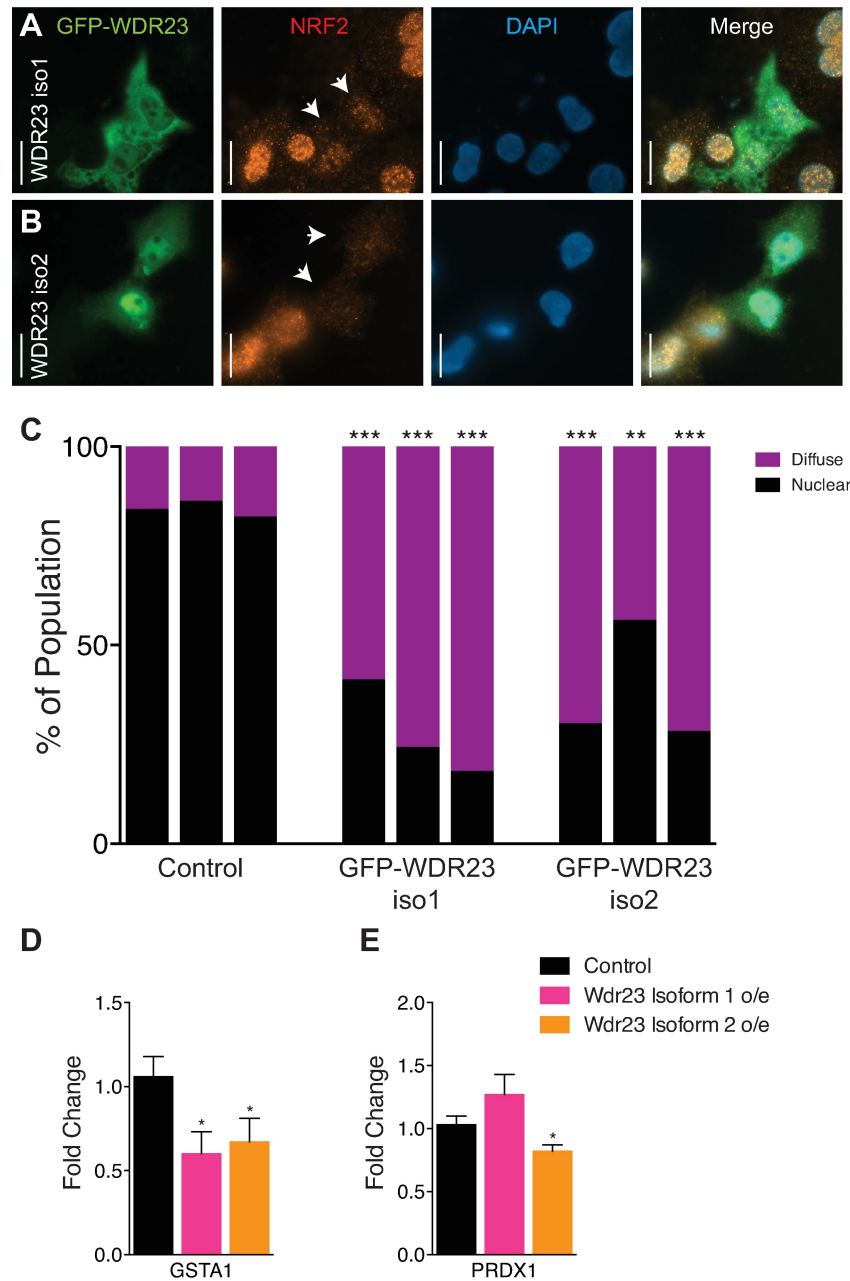 A GFP-WDR23 NRF2 DAPI Merge
WDR23 iso1
B
WDR23 iso2
C
*** *** *** *** ** ***
100
50
0
% of Population
Diffuse
Nuclear
Control GFP-WDR23 GFP-WDR23
iso1 iso2
D E
Control
Wdr23 Isoform 1 o/e
Wdr23 Isoform 2 o/e
1.5
1.0
0.5
0.0
Fold Change
* *
GSTA1
2.0
1.5
1.0
0.5
0.0
Fold Change
*
PRDX1